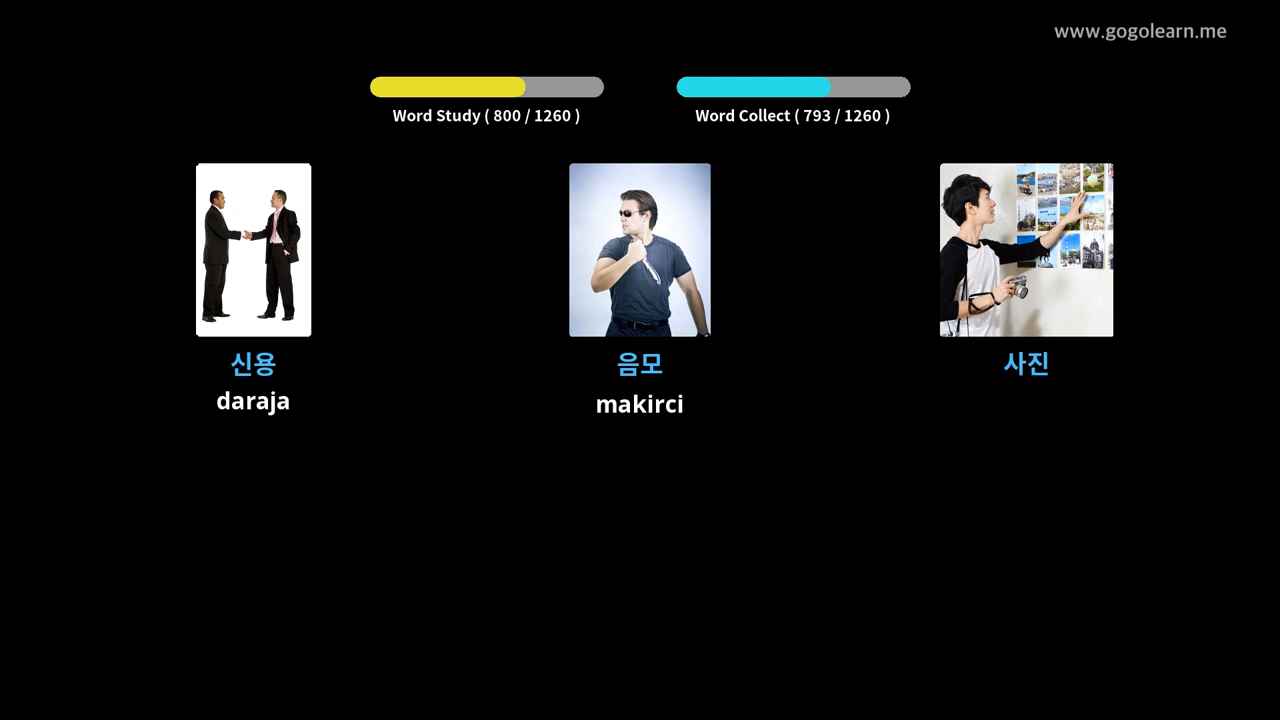 www.gogolearn.me
Word Study ( 800 / 1260 )
Word Collect ( 793 / 1260 )
신용
daraja
음모
makirci
사진